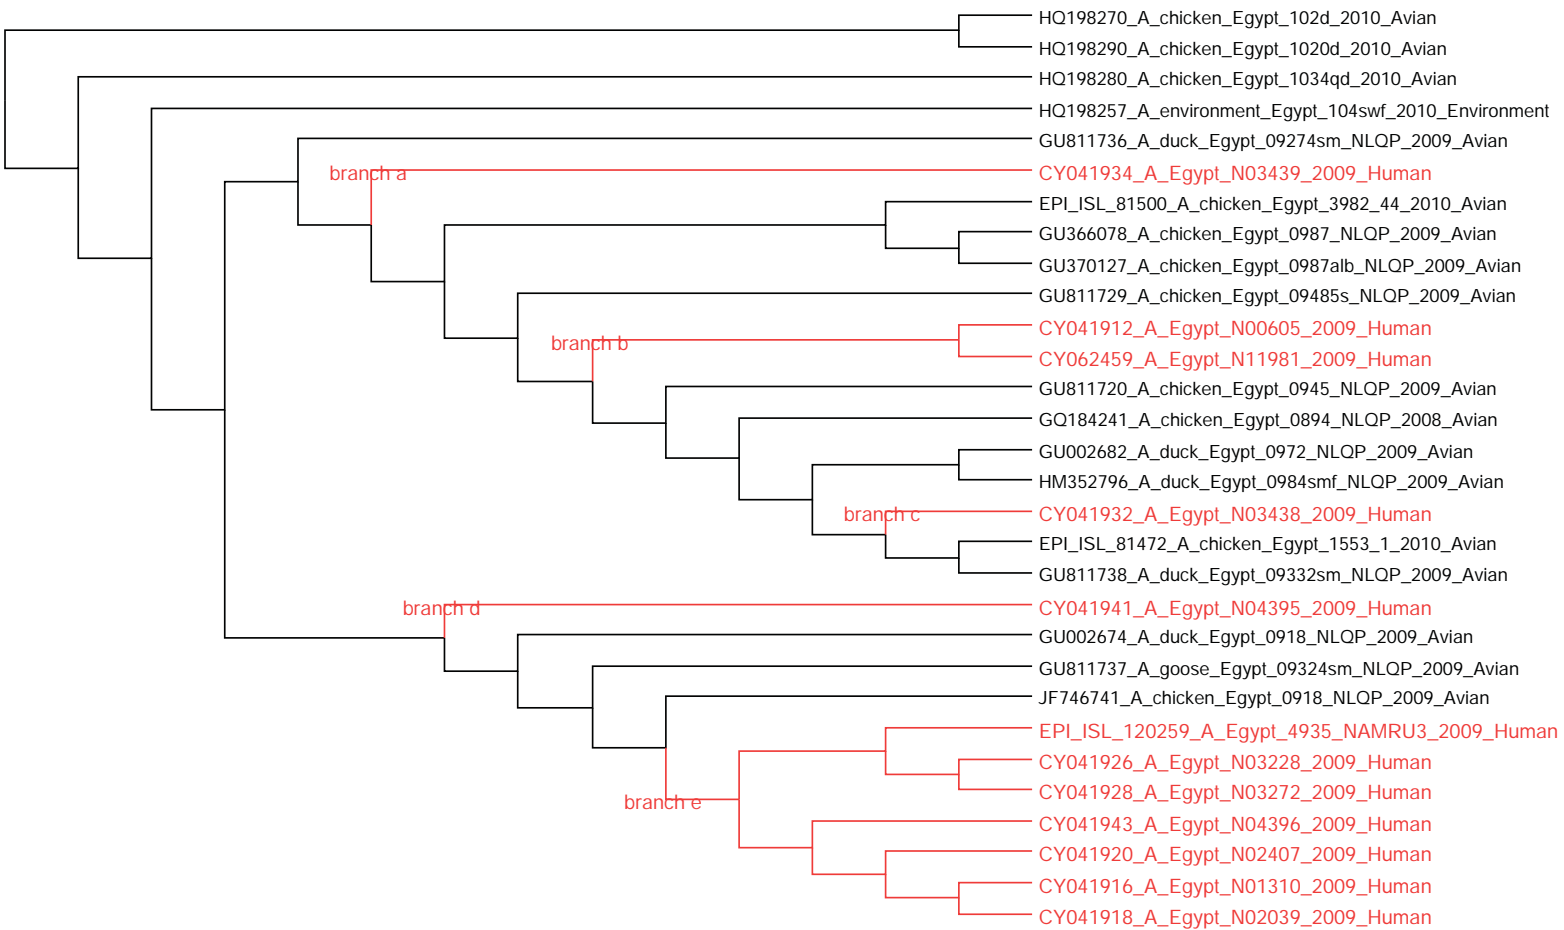 HQ198270_A_chicken_Egypt_102d_2010_Avian
HQ198290_A_chicken_Egypt_1020d_2010_Avian
HQ198280_A_chicken_Egypt_1034qd_2010_Avian
HQ198257_A_environment_Egypt_104swf_2010_Environment
GU811736_A_duck_Egypt_09274sm_NLQP_2009_Avian
branch a
CY041934_A_Egypt_N03439_2009_Human
EPI_ISL_81500_A_chicken_Egypt_3982_44_2010_Avian
GU366078_A_chicken_Egypt_0987_NLQP_2009_Avian
GU370127_A_chicken_Egypt_0987alb_NLQP_2009_Avian
GU811729_A_chicken_Egypt_09485s_NLQP_2009_Avian
CY041912_A_Egypt_N00605_2009_Human
branch b
CY062459_A_Egypt_N11981_2009_Human
GU811720_A_chicken_Egypt_0945_NLQP_2009_Avian
GQ184241_A_chicken_Egypt_0894_NLQP_2008_Avian
GU002682_A_duck_Egypt_0972_NLQP_2009_Avian
HM352796_A_duck_Egypt_0984smf_NLQP_2009_Avian
branch c
CY041932_A_Egypt_N03438_2009_Human
EPI_ISL_81472_A_chicken_Egypt_1553_1_2010_Avian
GU811738_A_duck_Egypt_09332sm_NLQP_2009_Avian
branch d
CY041941_A_Egypt_N04395_2009_Human
GU002674_A_duck_Egypt_0918_NLQP_2009_Avian
GU811737_A_goose_Egypt_09324sm_NLQP_2009_Avian
JF746741_A_chicken_Egypt_0918_NLQP_2009_Avian
EPI_ISL_120259_A_Egypt_4935_NAMRU3_2009_Human
CY041926_A_Egypt_N03228_2009_Human
CY041928_A_Egypt_N03272_2009_Human
branch e
CY041943_A_Egypt_N04396_2009_Human
CY041920_A_Egypt_N02407_2009_Human
CY041916_A_Egypt_N01310_2009_Human
CY041918_A_Egypt_N02039_2009_Human